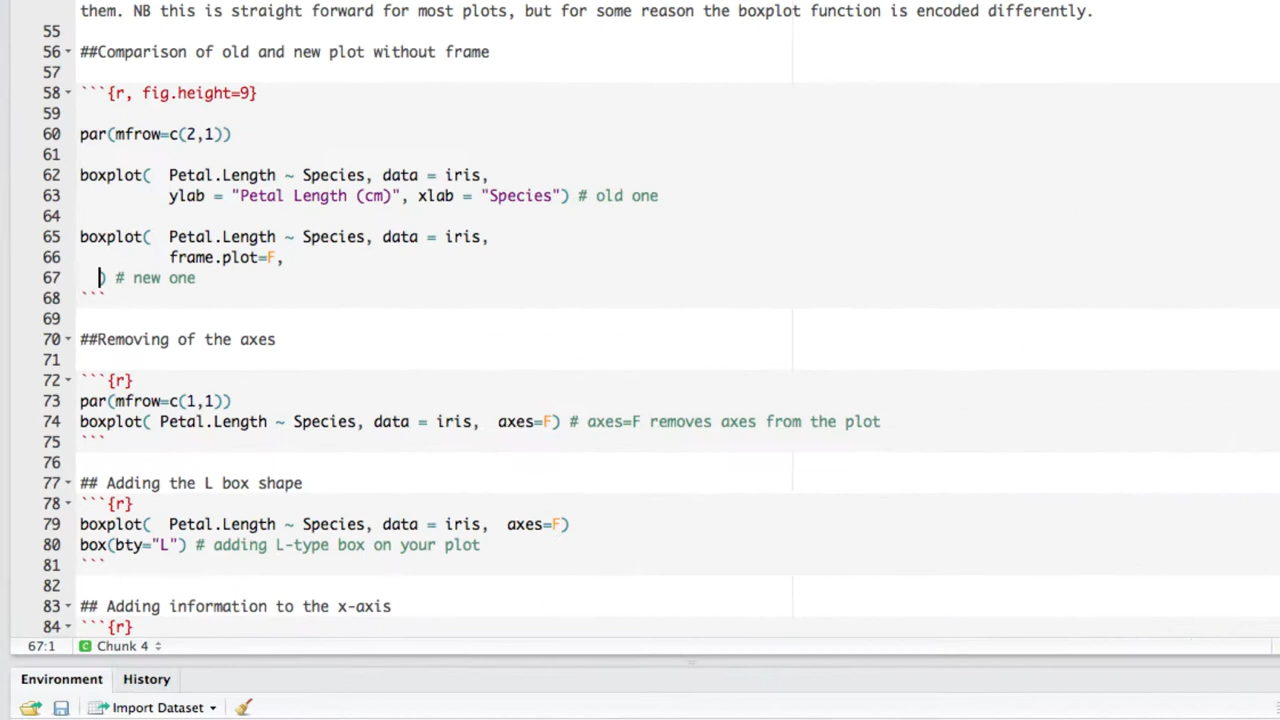 them. NB this is straight forward for most plots, but for some reason the boxplot function is encoded differently.
55
56 ##Comparison of old and new plot without frame
57
58 ```{r, fig.height=9}
59
60 par(mfrow=c(2,1))
61
62 boxplot(  Petal.Length ~ Species, data = iris,
63           ylab = "Petal Length (cm)", xlab = "Species") # old one
64
65 boxplot(  Petal.Length ~ Species, data = iris,
66           frame.plot=F,
67   ) # new one
68 ```
69
70 ##Removing of the axes
71
72 ```{r}
73 par(mfrow=c(1,1))
74 boxplot( Petal.Length ~ Species, data = iris,  axes=F) # axes=F removes axes from the plot
75 ```
76
77 ## Adding the L box shape
78 ```{r}
79 boxplot(  Petal.Length ~ Species, data = iris,  axes=F)
80 box(bty="L") # adding L-type box on your plot
81 ```
82
83 ## Adding information to the x-axis
84 ```{r}
67:1 C Chunk 4
Environment History
Import Dataset